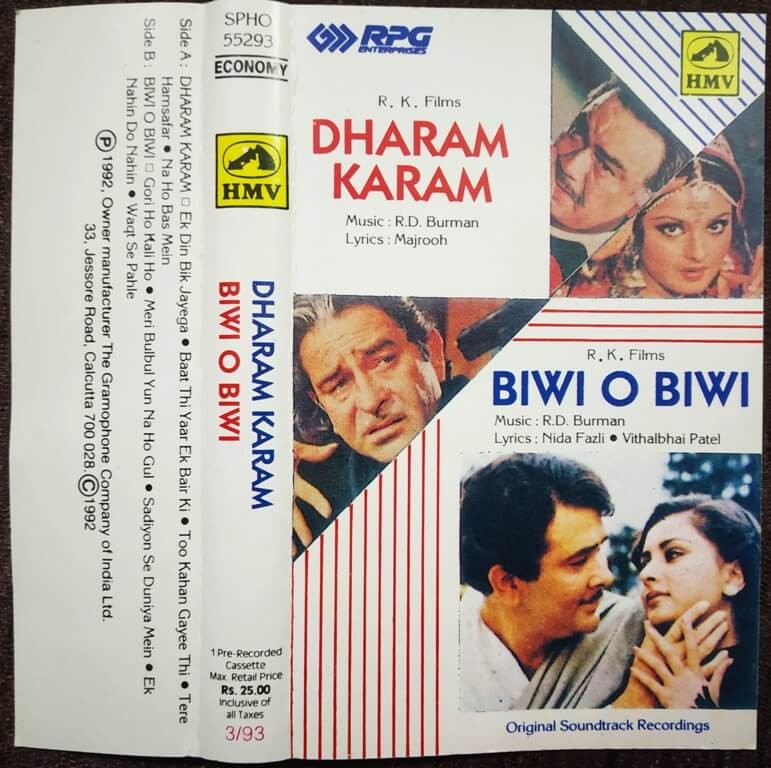 SPHO
55293
ECONOMY
HMV
DHARAM KARAM
BIWI O BIWI
1 Pre-Recorded
Cassette
Max. Retail Price
Rs. 25.00
Inclusive of
all Taxes
3/93
Side A : DHARAM KARAM □ Ek Din Bik Jayega • Baat Thi Yaar Ek Bair Ki • Too Kahan Gayee Thi • Tere
Hamsafar • Na Ho Bas Mein
Side B : BIWI O BIWI □ Gori Ho Kali Ho • Meri Bulbul Yun Na Ho Gul • Sadiyon Se Duniya Mein • Ek
Nahin Do Nahin • Waqt Se Pahle
Ⓟ 1992, Owner manufacturer The Gramophone Company of India Ltd.
33, Jessore Road, Calcutta 700 028. © 1992
RPG
ENTERPRISES
HMV
R. K. Films
DHARAM
KARAM
Music : R.D. Burman
Lyrics : Majrooh
R. K. Films
BIWI O BIWI
Music : R.D. Burman
Lyrics : Nida Fazli • Vithalbhai Patel
Original Soundtrack Recordings